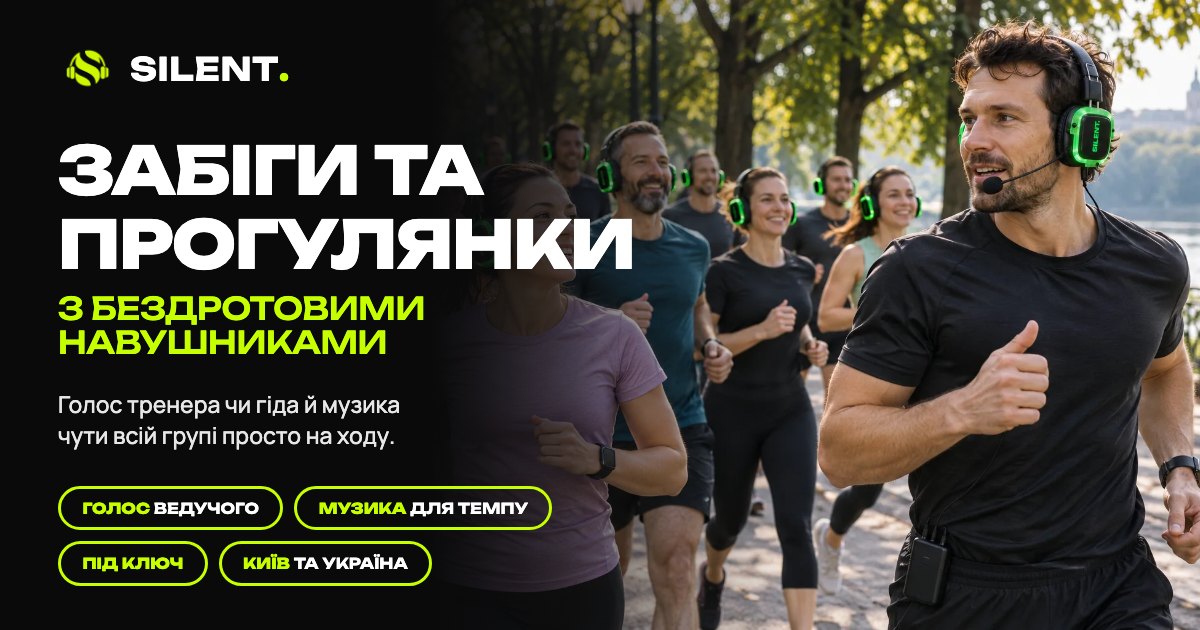 SILENT.
ЗАБІГИ ТА
ПРОГУЛЯНКИ
З БЕЗДРОТОВИМИ
НАВУШНИКАМИ
Голос тренера чи гіда й музика
чути всій групі просто на ходу.
ГОЛОС ВЕДУЧОГО
МУЗИКА ДЛЯ ТЕМПУ
ПІД КЛЮЧ
КИЇВ ТА УКРАЇНА
SILENT.